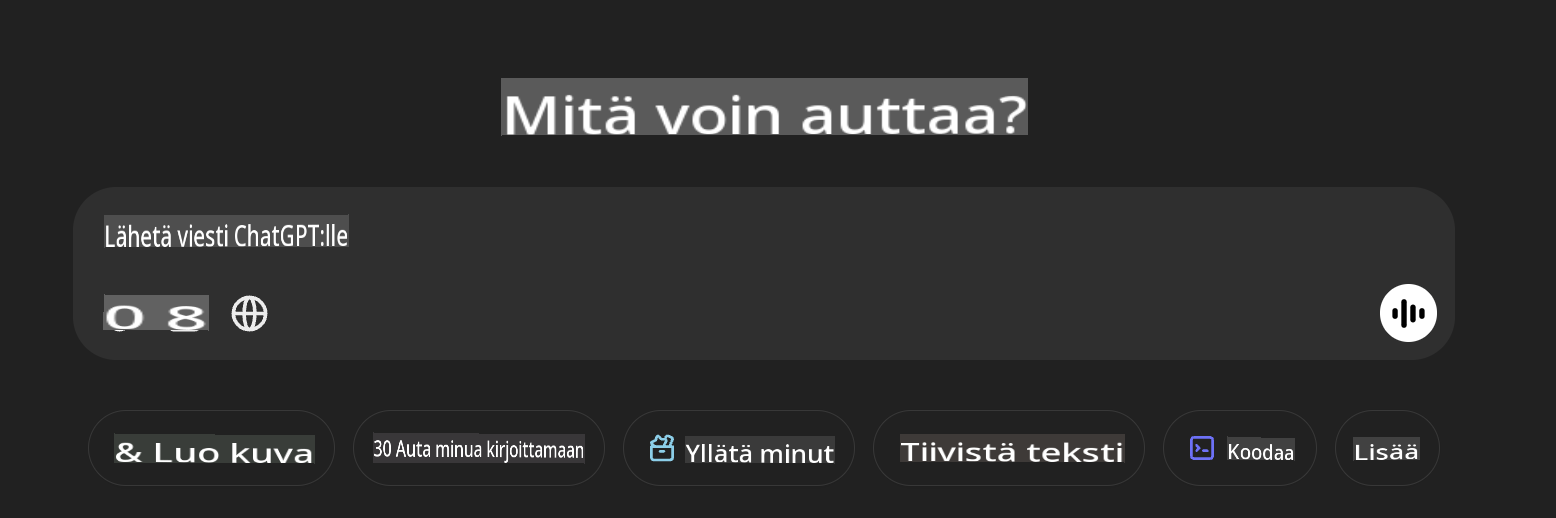 Mitä voin auttaa?
Lähetä viesti ChatGPT:lle
0 8
& Luo kuva
30 Auta minua kirjoittamaan
Yllätä minut
Tiivistä teksti
Koodaa
Lisää